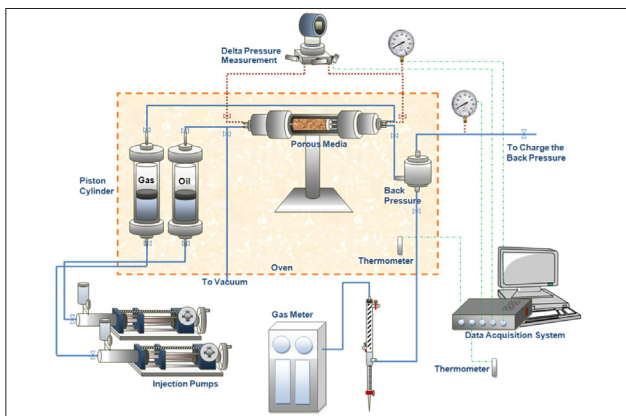 Delta Pressure
Measurement
To Charge the
Back Pressure
Porous Media
Gas
Oil
Piston
Cylinder
Back
Pressure
Thermometer
Oven
To Vacuum
Gas Meter
Data Acquisition System
Thermometer
Injection Pumps